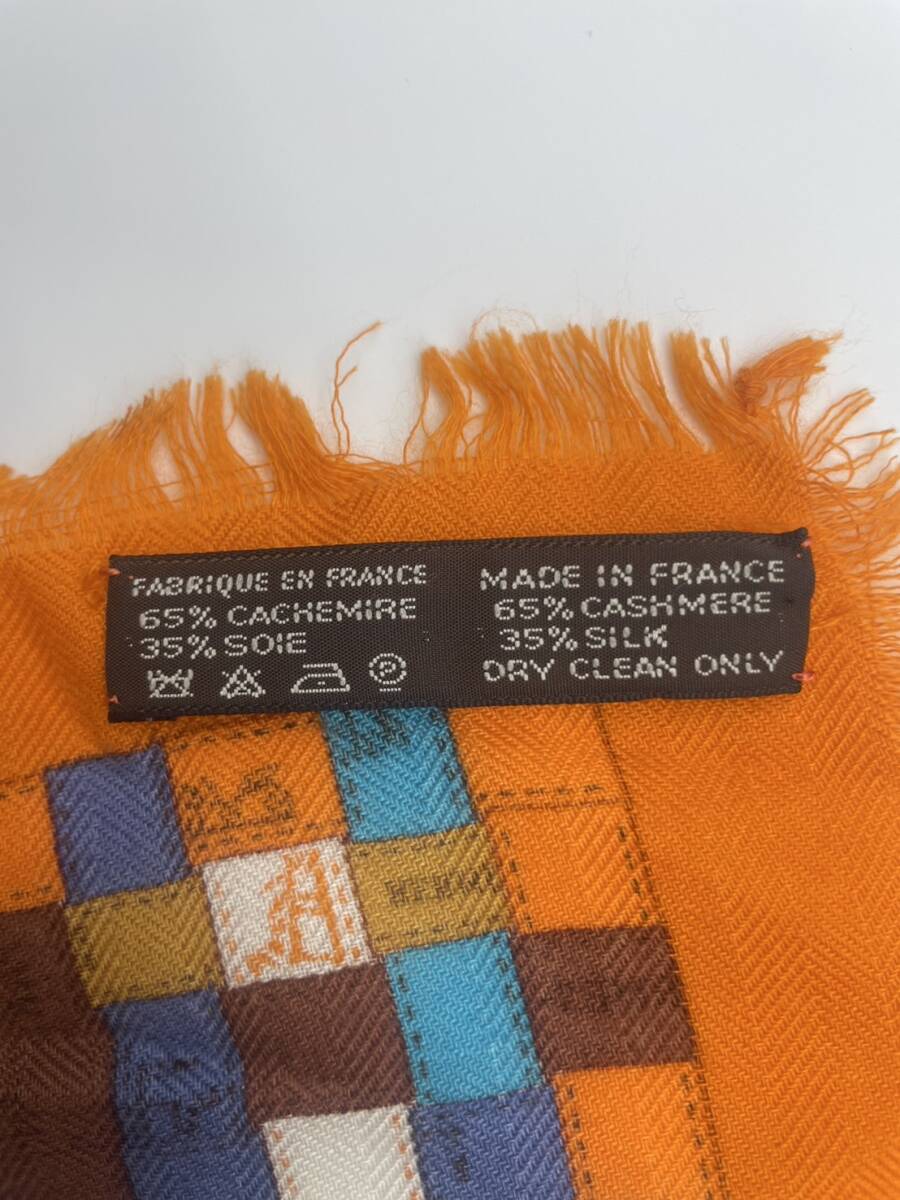 FABRIQUE EN FRANCE
65% CACHEMIRE
35% SOIE
MADE IN FRANCE
65% CASHMERE
35% SILK
DRY CLEAN ONLY